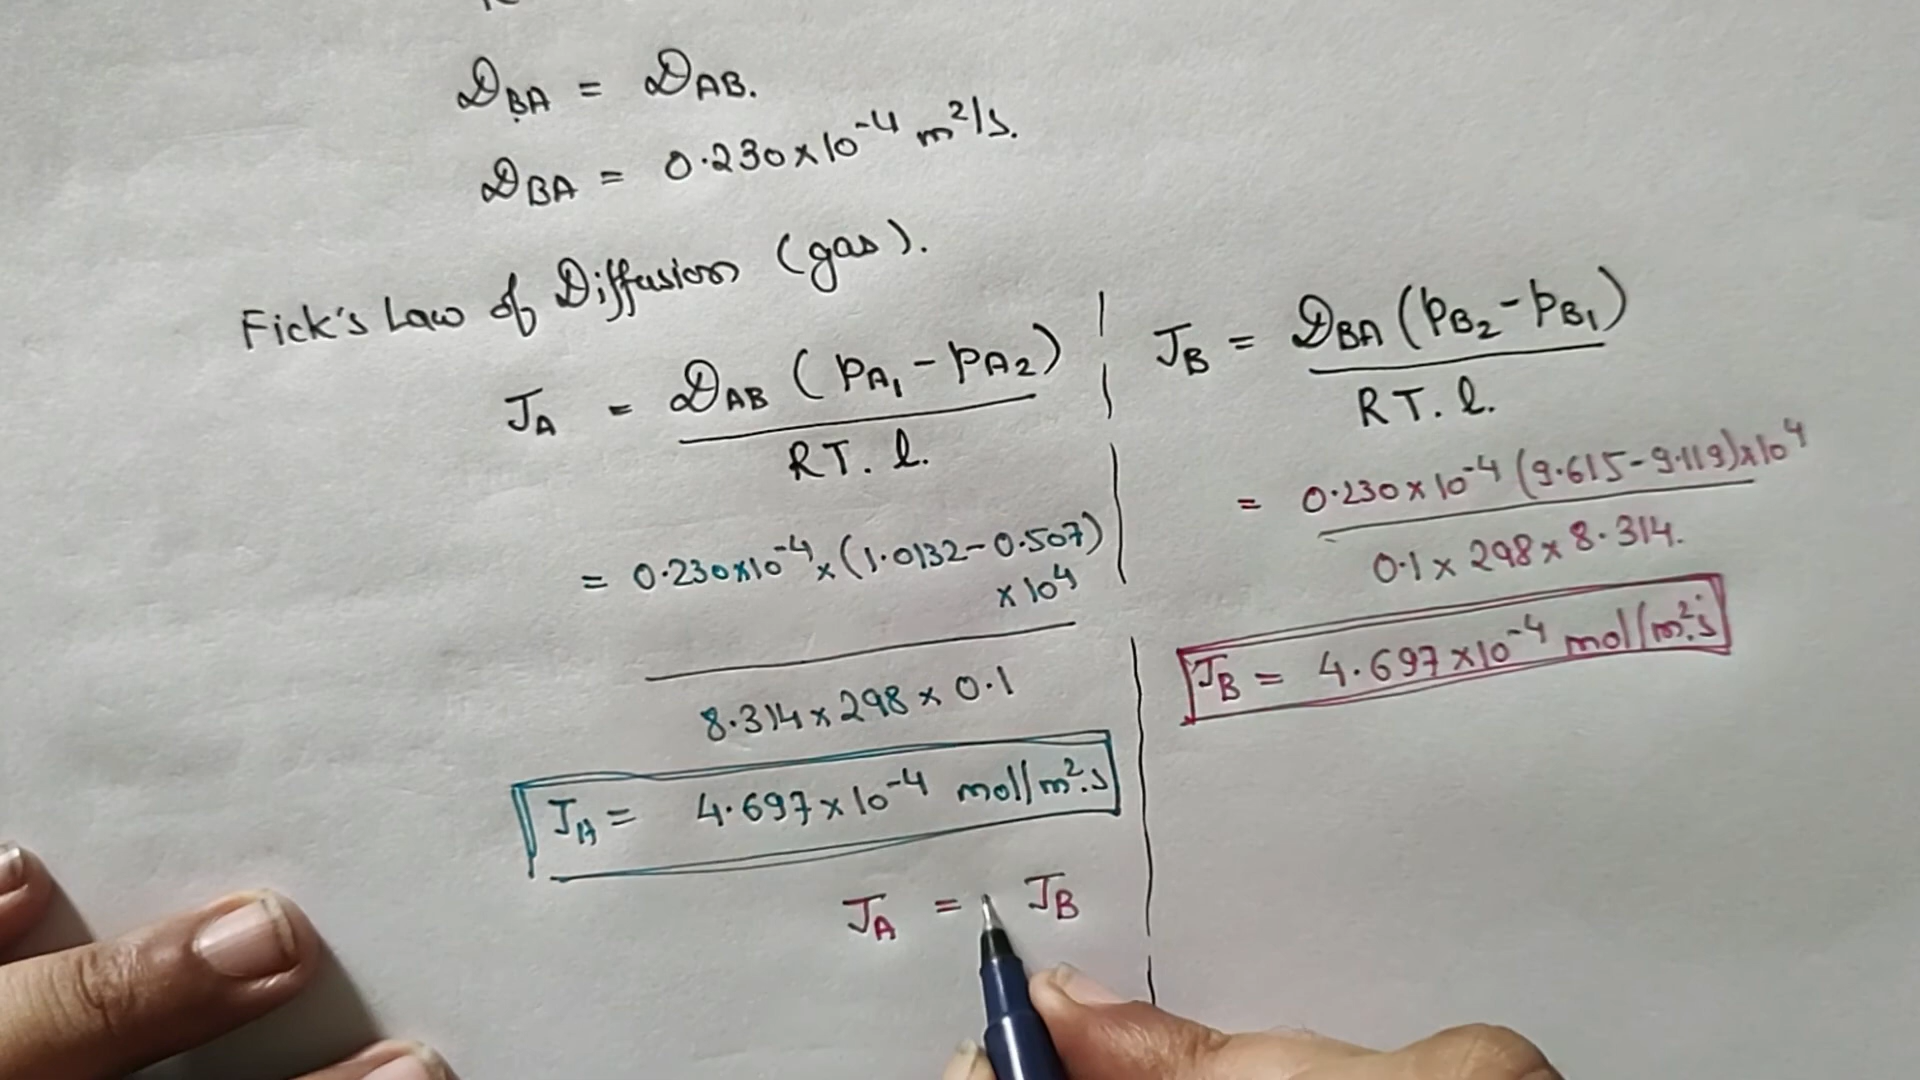 𝒟BA = 𝒟AB.
𝒟BA = 0.230×10⁻⁴ m²/s.
Fick's Law of Diffusion (gas).
JA = 𝒟AB (pA₁ - pA₂)
RT. l.
= 0.230×10⁻⁴ × (1.0132 - 0.507)
× 10⁴
8.314 × 298 × 0.1
JA = 4.697 × 10⁻⁴ mol/m².s
JA = JB
JB = 𝒟BA (pB₂ - pB₁)
RT. l.
= 0.230×10⁻⁴ (9.615 - 9.119)×10⁴
0.1 × 298 × 8.314.
JB = 4.697 ×10⁻⁴ mol/m².s